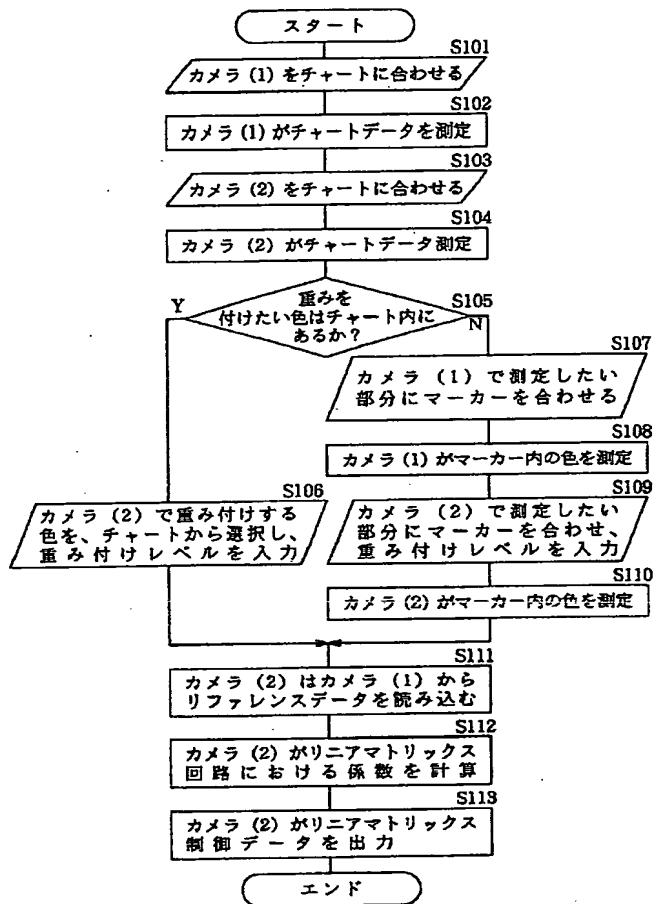 スタート
S101
カメラ(1)をチャートに合わせる
S102
カメラ(1)がチャートデータを測定
S103
カメラ(2)をチャートに合わせる
S104
カメラ(2)がチャートデータ測定
S105
重みを
付けたい色はチャート内に
あるか?
Y
N
S107
カメラ(1)で測定したい
部分にマーカーを合わせる
S108
カメラ(1)がマーカー内の色を測定
S106
カメラ(2)で重み付けする
色を、チャートから選択し、
重み付けレベルを入力
S109
カメラ(2)で測定したい
部分にマーカーを合わせ、
重み付けレベルを入力
S110
カメラ(2)がマーカー内の色を測定
S111
カメラ(2)はカメラ(1)から
リファレンスデータを読み込む
S112
カメラ(2)がリニアマトリックス
回路における係数を計算
S113
カメラ(2)がリニアマトリックス
制御データを出力
エンド